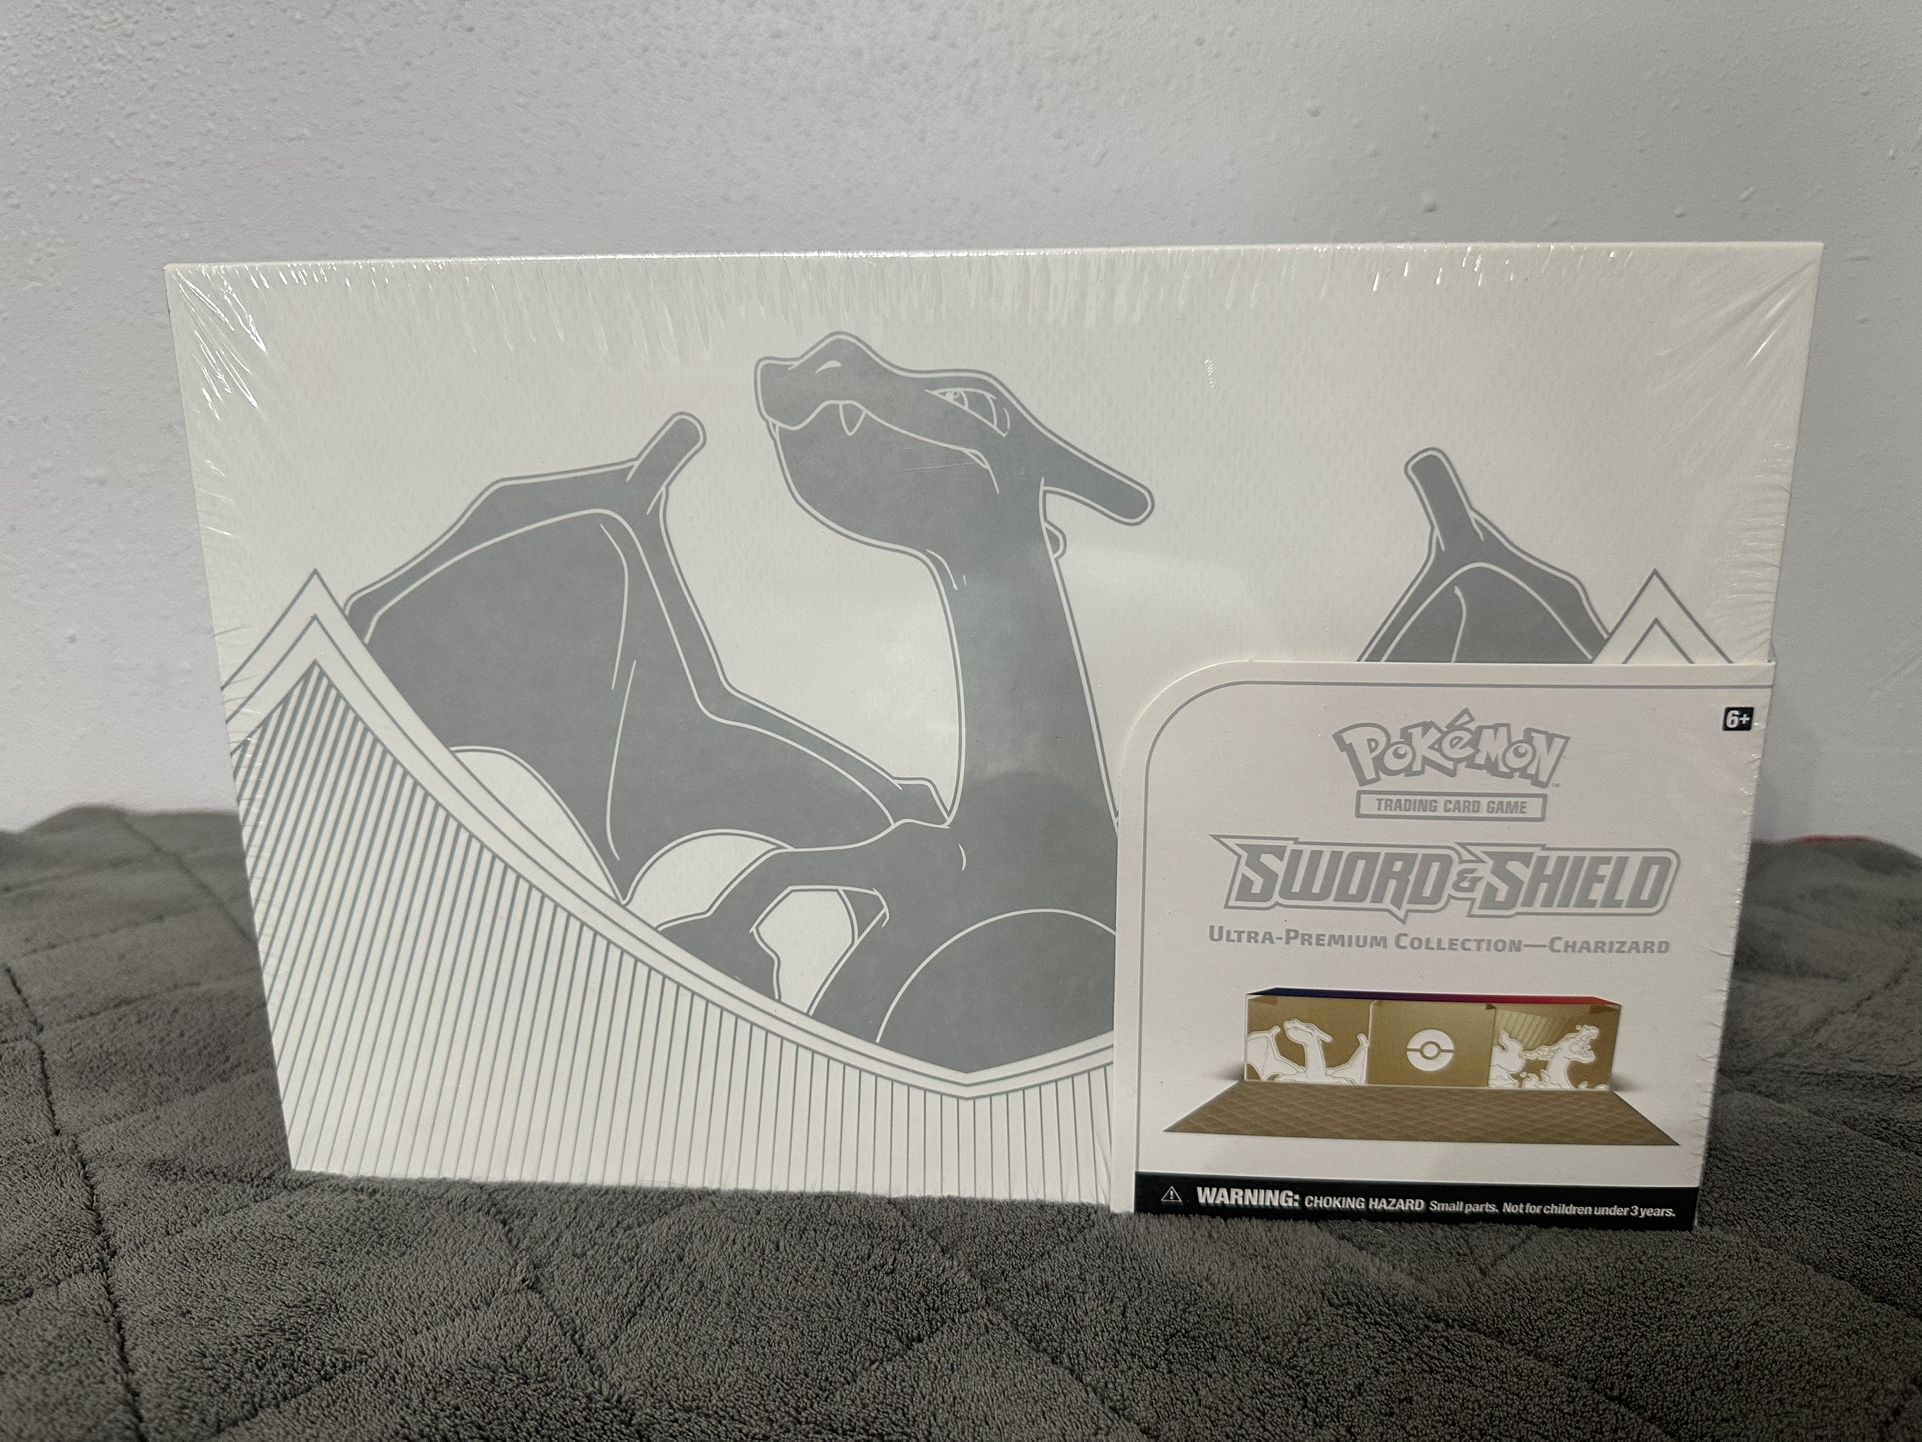 6+
POKéMON™
TRADING CARD GAME
SWORD & SHIELD
ULTRA-PREMIUM COLLECTION—CHARIZARD
WARNING: CHOKING HAZARD Small parts. Not for children under 3 years.